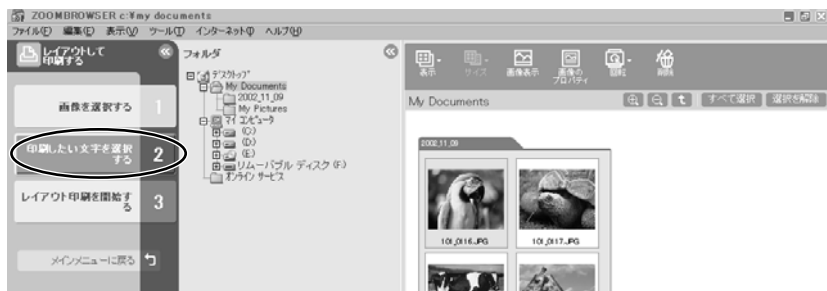 ZOOMBROWSER c:¥my documents
ファイル(F) 編集(E) 表示(V) ツール(T) インターネット(I) ヘルプ(H)
レイアウトして
印刷する
画像を選択する 1
印刷したい文字を選択
する 2
レイアウト印刷を開始す
る 3
メインメニューに戻る
フォルダ
デスクトップ
My Documents
2002_11_09
My Pictures
マイ コンピュータ
(C:)
(D:)
(E:)
リムーバブル ディスク (F:)
オンライン サービス
表示 サイズ 画像表示 画像の
プロパティ 回転 削除
My Documents すべて選択 選択を解除
2002_11_09
101_0116.JPG 101_0117.JPG